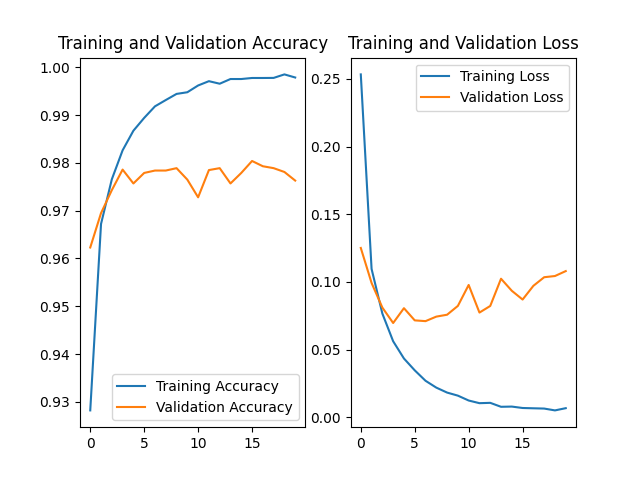 Training and Validation Accuracy
1.00
0.99
0.98
0.97
0.96
0.95
0.94
0.93
Training Accuracy
Validation Accuracy
0 5 10 15
Training and Validation Loss
0.25
0.20
0.15
0.10
0.05
0.00
Training Loss
Validation Loss
0 5 10 15